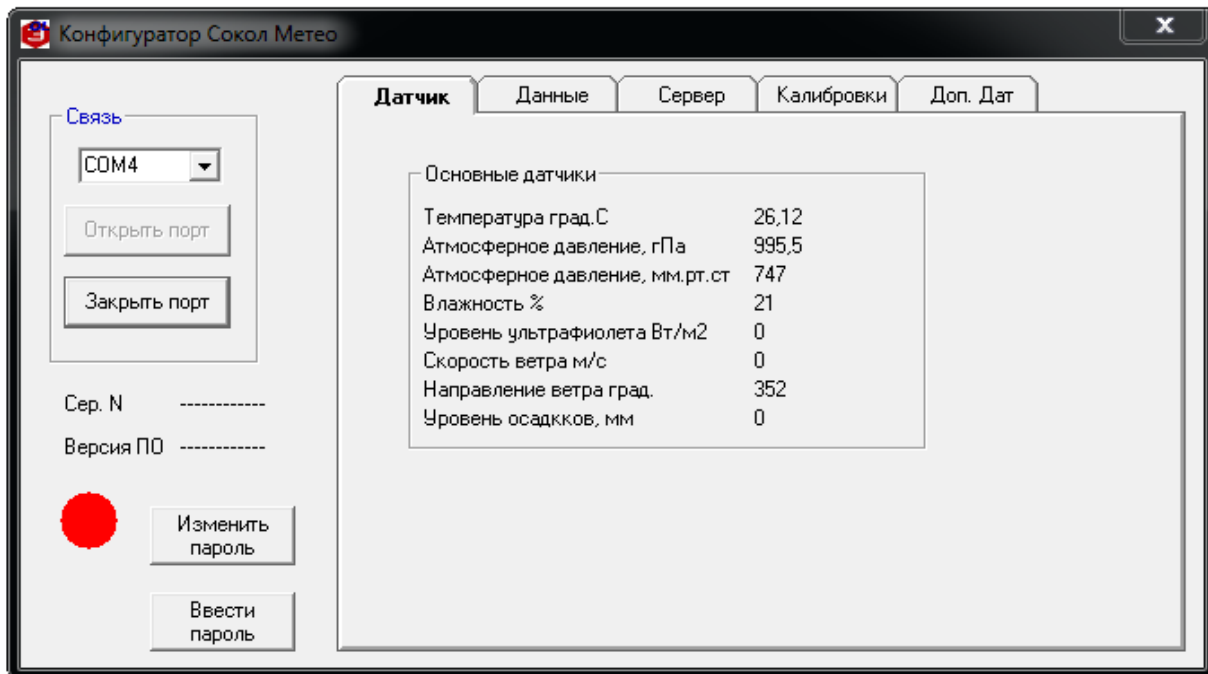 Конфигуратор Сокол Метео
x
Связь
COM4
Открыть порт
Закрыть порт
Сер. N ------------
Версия ПО ------------
Изменить
пароль
Ввести
пароль
Датчик Данные Сервер Калибровки Доп. Дат
Основные датчики
Температура град.С 26,12
Атмосферное давление, гПа 995,5
Атмосферное давление, мм.рт.ст 747
Влажность % 21
Уровень ультрафиолета Вт/м2 0
Скорость ветра м/с 0
Направление ветра град. 352
Уровень осадкков, мм 0